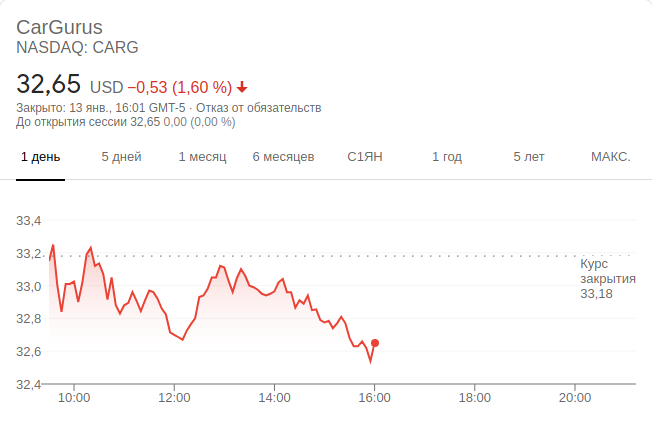 CarGurus
NASDAQ: CARG
32,65 USD −0,53 (1,60 %)
Закрыто: 13 янв., 16:01 GMT-5 · Отказ от обязательств
До открытия сессии 32,65 0,00 (0,00 %)
1 день 5 дней 1 месяц 6 месяцев С1ЯН 1 год 5 лет МАКС.
33,4
33,2
Курс
закрытия
33,18
33,0
32,8
32,6
32,4
10:00 12:00 14:00 16:00 18:00 20:00